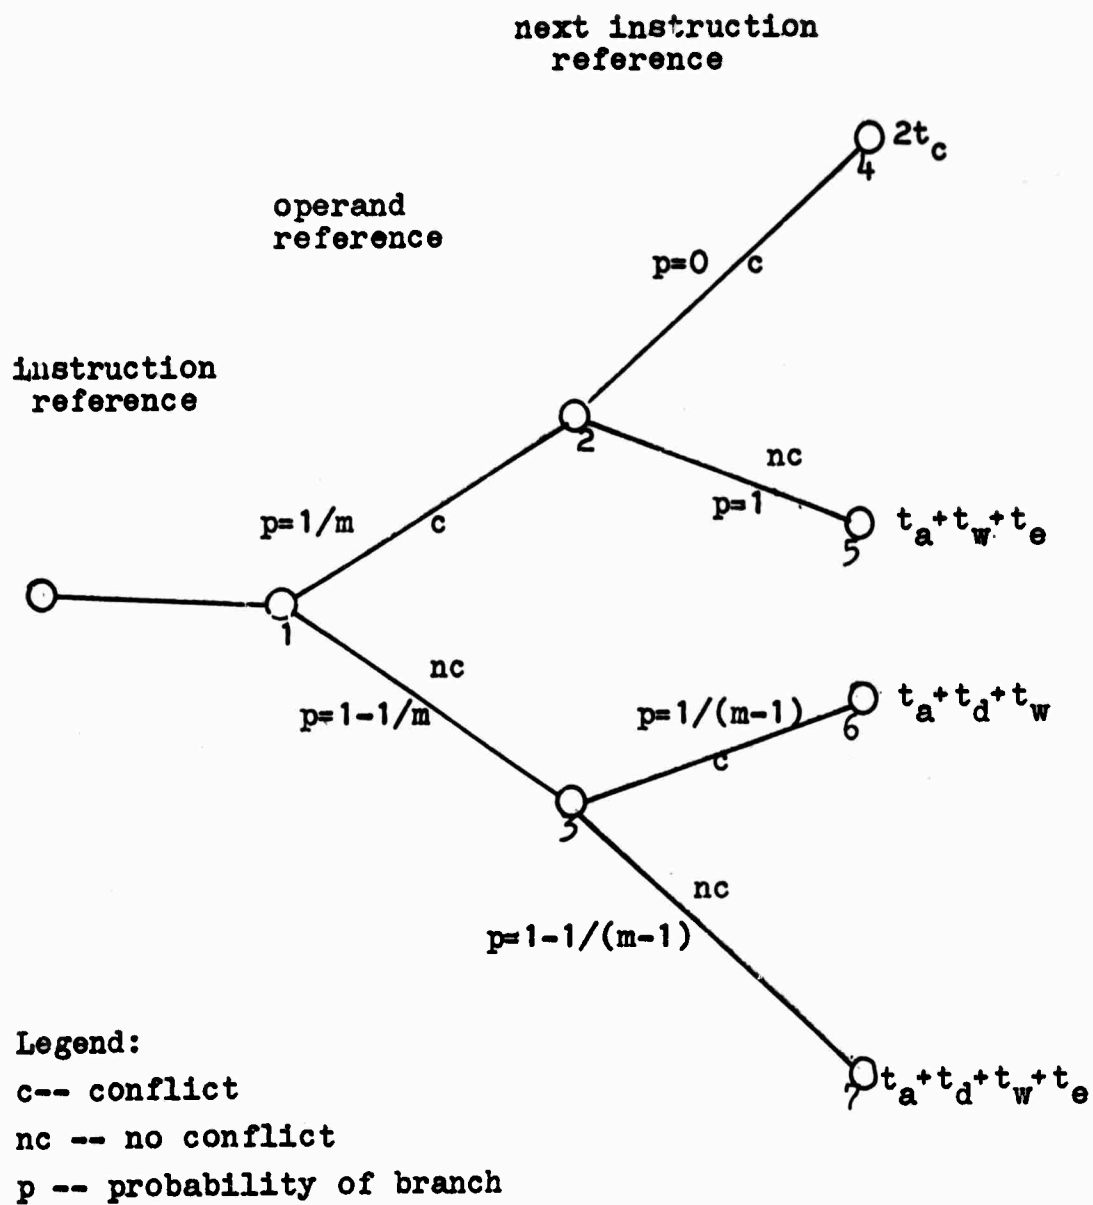 next instruction
reference
2t_c
4
operand
reference
p=0
c
instruction
reference
2
nc
p=1
t_a+t_w+t_e
5
p=1/m
c
1
nc
p=1-1/m
p=1/(m-1)
c
t_a+t_d+t_w
6
3
nc
p=1-1/(m-1)
t_a+t_d+t_w+t_e
7
Legend:
c-- conflict
nc -- no conflict
p -- probability of branch